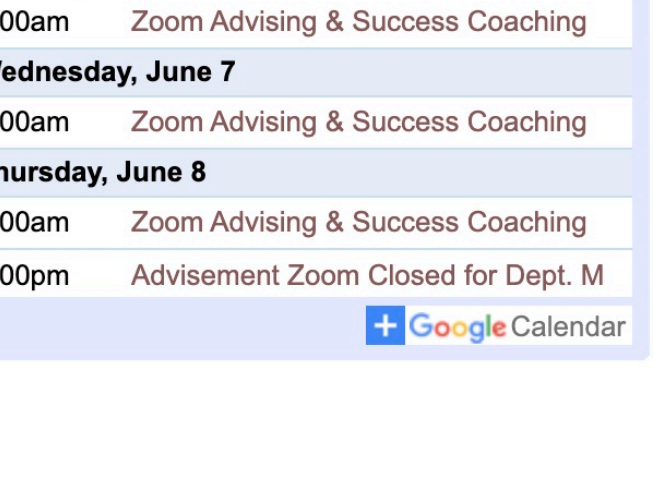 00am Zoom Advising & Success Coaching
ednesday, June 7
00am Zoom Advising & Success Coaching
hursday, June 8
00am Zoom Advising & Success Coaching
00pm Advisement Zoom Closed for Dept. M
+ Google Calendar